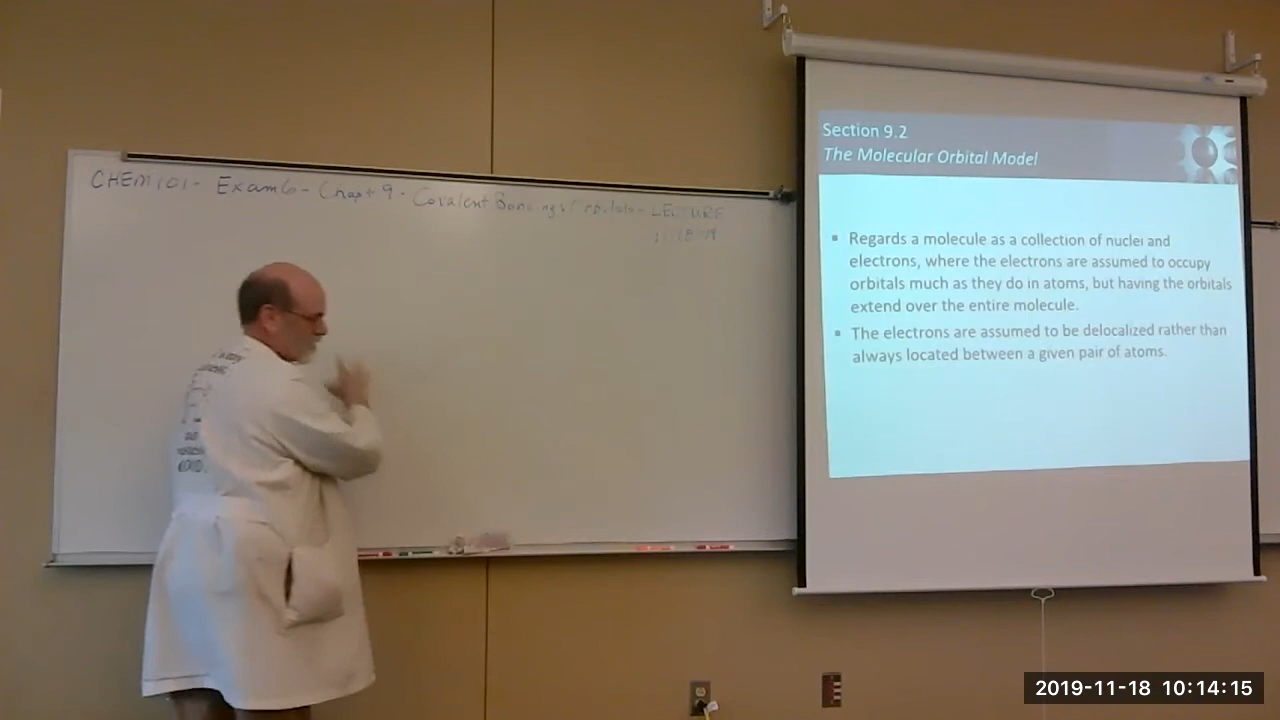 CHEM 101 - Exam 6 - Chapt 9 - Covalent Bonding: Orbitals - LECTURE
11/18/19
Section 9.2
The Molecular Orbital Model
Regards a molecule as a collection of nuclei and
electrons, where the electrons are assumed to occupy
orbitals much as they do in atoms, but having the orbitals
extend over the entire molecule.
The electrons are assumed to be delocalized rather than
always located between a given pair of atoms.
2019-11-18 10:14:15